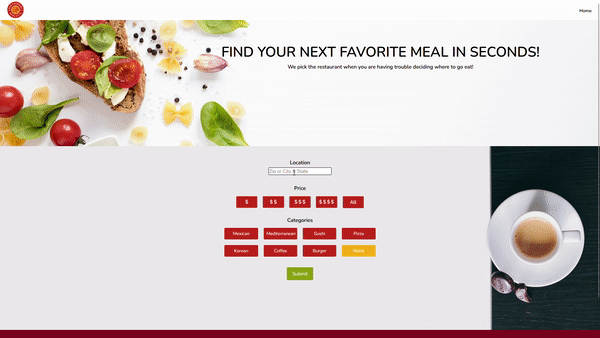 Home
FIND YOUR NEXT FAVORITE MEAL IN SECONDS!
We pick the restaurant when you are having trouble deciding where to go eat!
Location
Zip or City & State
Price
$ $$ $$$ $$$$ All
Categories
Mexican Mediterranean Sushi Pizza
Korean Coffee Burger
Submit